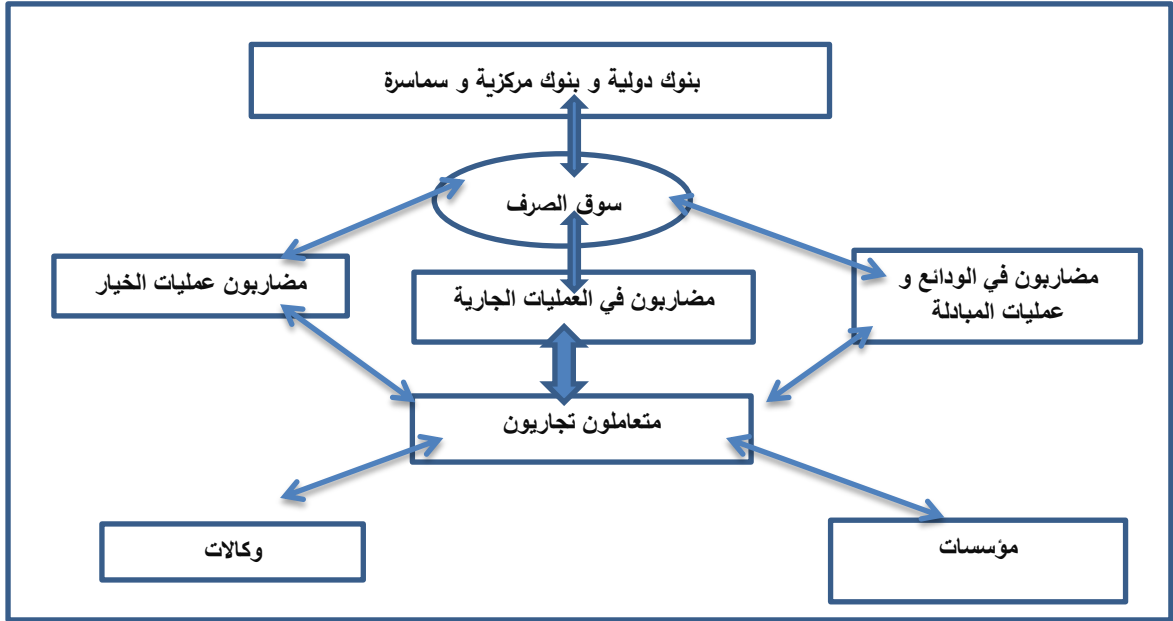 بنوك دولية و بنوك مركزية و سماسرة
سوق الصرف
مضاربون في الودائع و
عمليات المبادلة
مضاربون في العمليات الجارية
مضاربون عمليات الخيار
متعاملون تجاريون
مؤسسات
وكالات